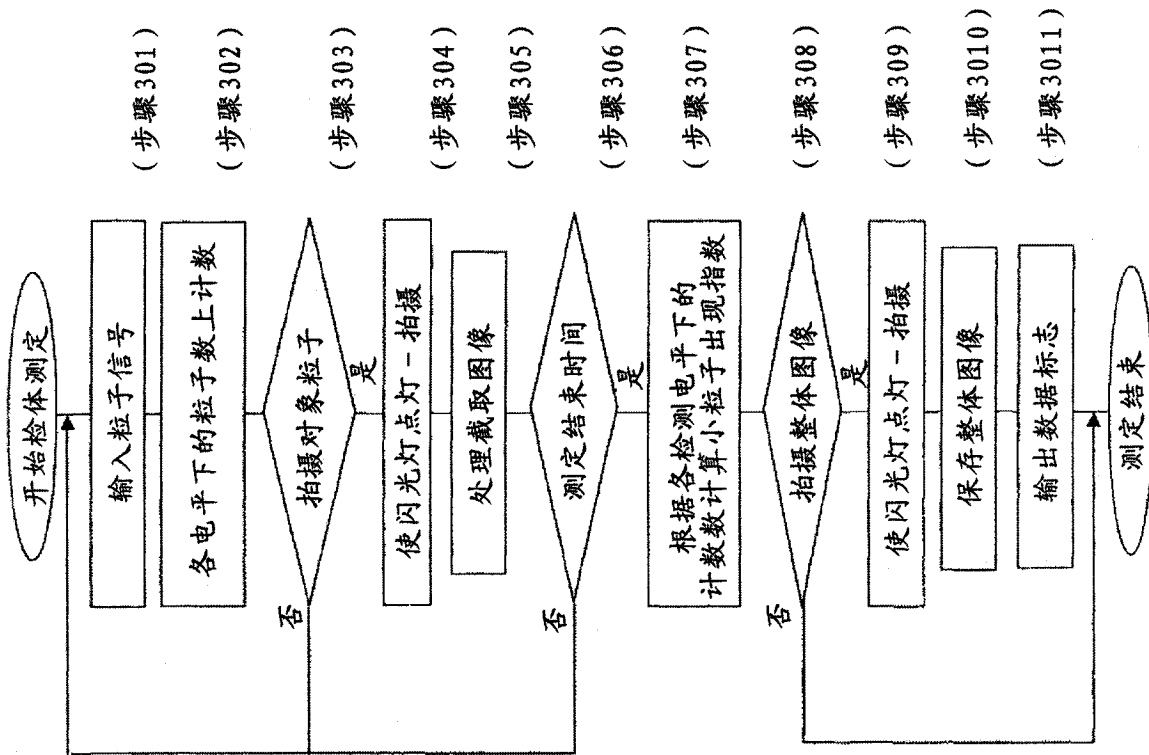 开始检体测定
输入粒子信号
(步骤301)
各电平下的粒子数上计数
(步骤302)
拍摄对象粒子
(步骤303)
否
是
使闪光灯点灯－拍摄
(步骤304)
处理截取图像
(步骤305)
测定结束时间
(步骤306)
否
是
根据各检测电平下的
计数数计算小粒子出现指数
(步骤307)
拍摄整体图像
(步骤308)
否
是
使闪光灯点灯－拍摄
(步骤309)
保存整体图像
(步骤3010)
输出数据标志
(步骤3011)
测定结束